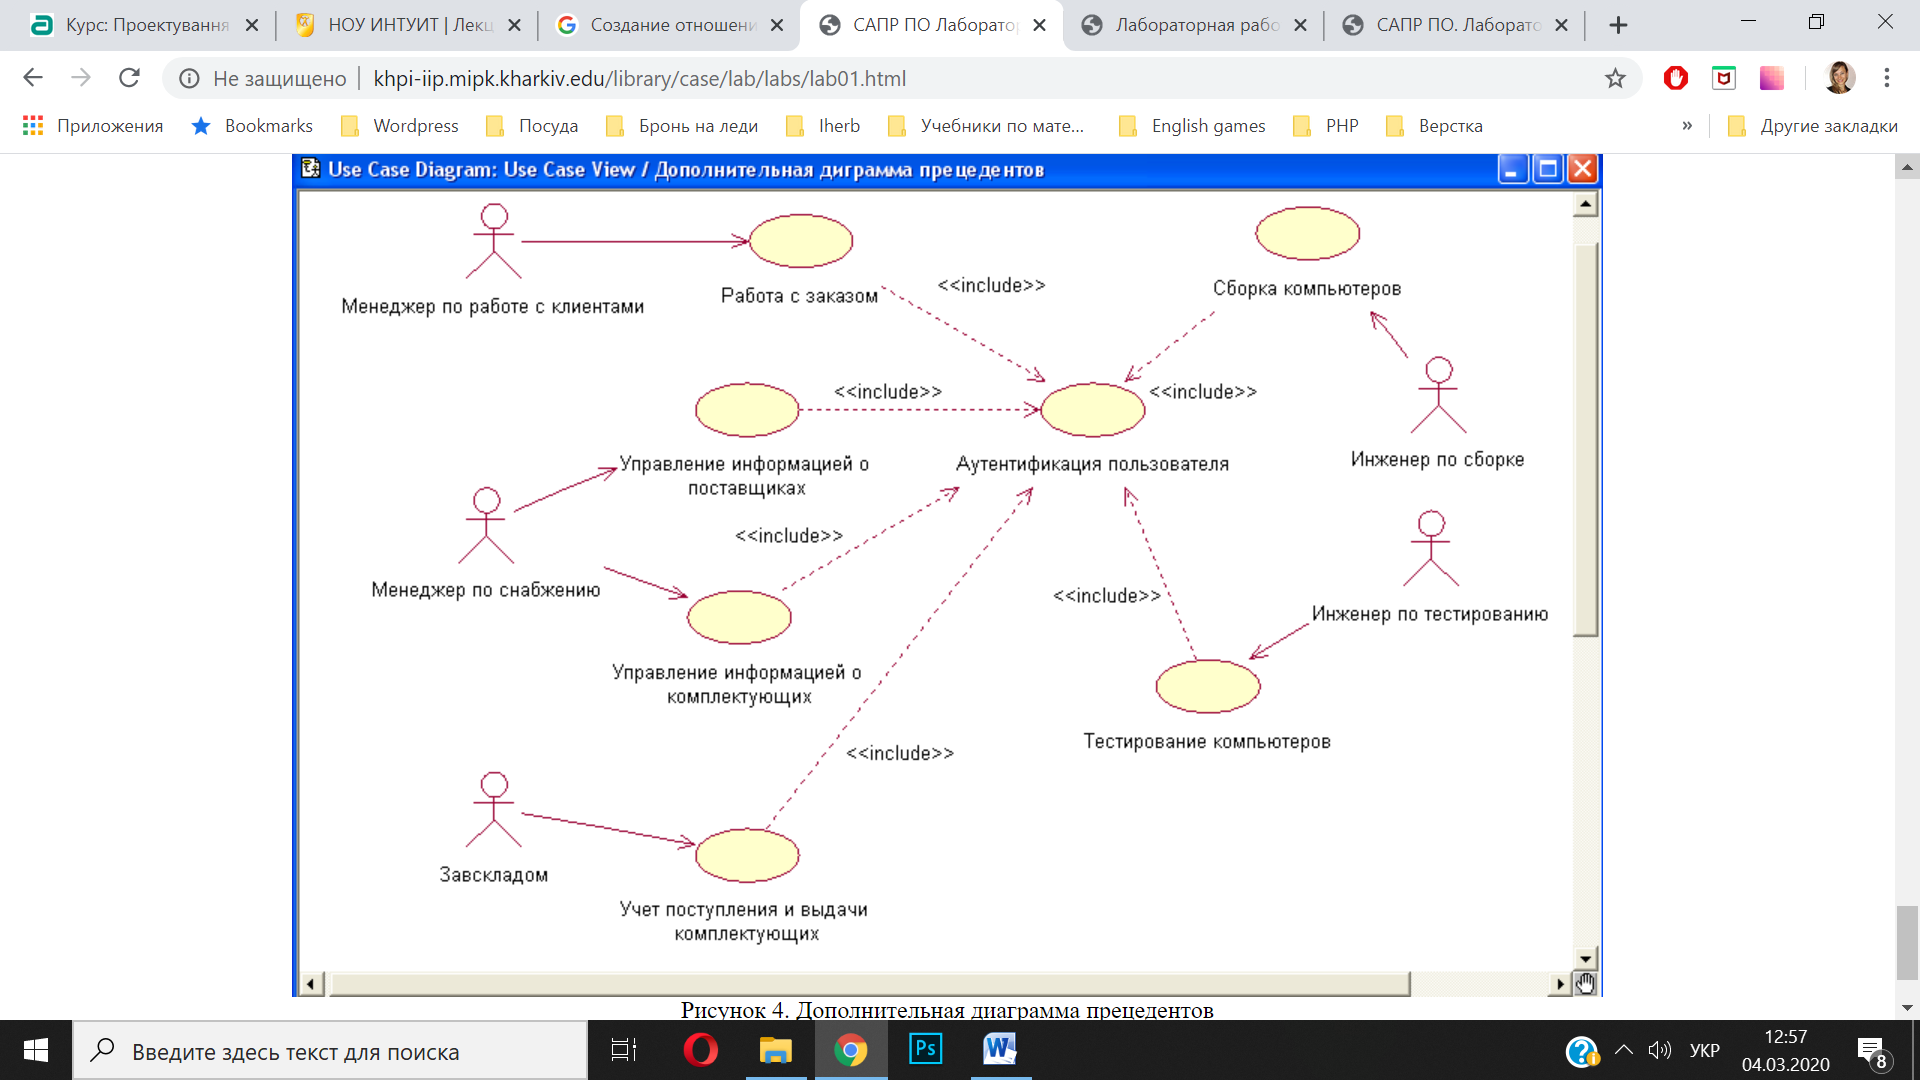 Курс: Проектування
НОУ ИНТУИТ | Лекц
Создание отношени
САПР ПО Лаборато
Лабораторная рабо
САПР ПО. Лаборато
Не защищено
khpi-iip.mipk.kharkiv.edu/library/case/lab/labs/lab01.html
Приложения
Bookmarks
Wordpress
Посуда
Бронь на леди
Iherb
Учебники по мате...
English games
PHP
Верстка
»
Другие закладки
Use Case Diagram: Use Case View / Дополнительная диграмма прецедентов
Менеджер по работе с клиентами
Работа с заказом
<<include>>
Сборка компьютеров
<<include>>
<<include>>
Управление информацией о
поставщиках
Аутентификация пользователя
Инженер по сборке
<<include>>
Менеджер по снабжению
<<include>>
Инженер по тестированию
Управление информацией о
комплектующих
Тестирование компьютеров
<<include>>
Завскладом
Учет поступления и выдачи
комплектующих
Рисунок 4. Дополнительная диаграмма прецедентов
Введите здесь текст для поиска
Ps
W
УКР
12:57
04.03.2020
8